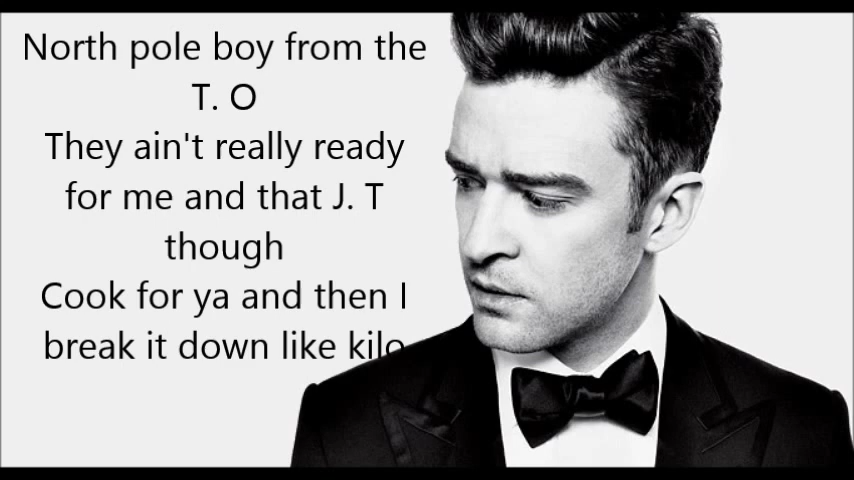 North pole boy from the
T. O
They ain't really ready
for me and that J. T
though
Cook for ya and then I
break it down like kilo